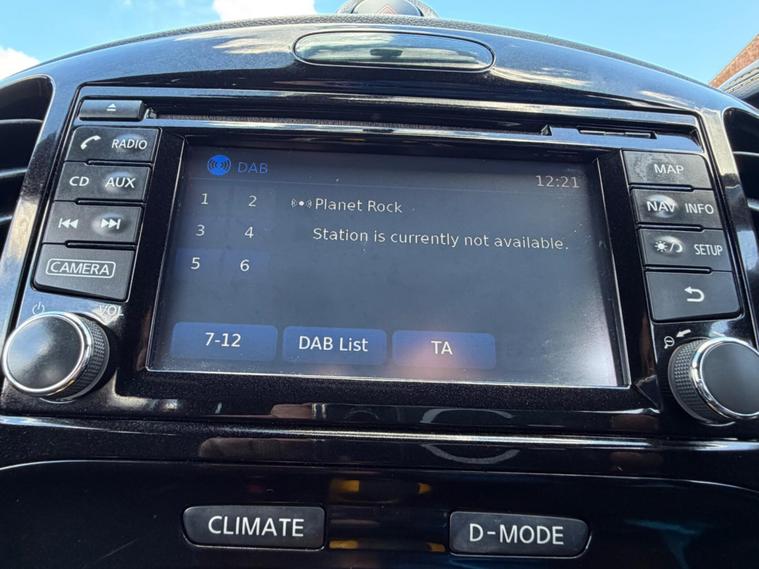 RADIO
CD AUX
CAMERA
VOL
DAB
12:21
1 2
3 4
5 6
Planet Rock
Station is currently not available.
7-12
DAB List
TA
MAP
NAV INFO
SETUP
CLIMATE
D-MODE